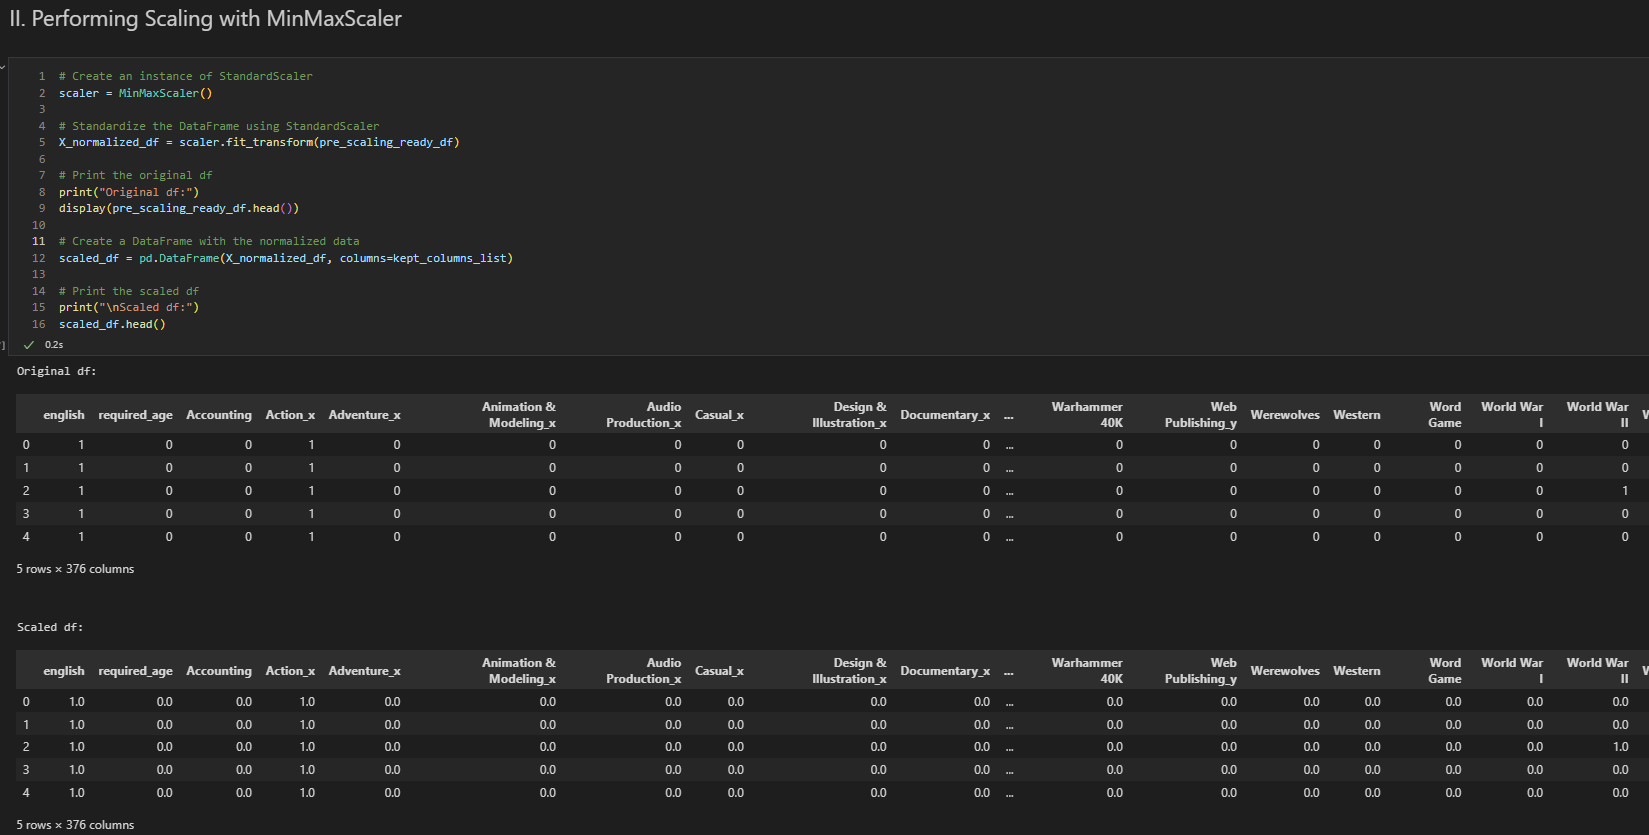 II. Performing Scaling with MinMaxScaler
1 # Create an instance of StandardScaler
2 scaler = MinMaxScaler()
3
4 # Standardize the DataFrame using StandardScaler
5 X_normalized_df = scaler.fit_transform(pre_scaling_ready_df)
6
7 # Print the original df
8 print("Original df:")
9 display(pre_scaling_ready_df.head())
10
11 # Create a DataFrame with the normalized data
12 scaled_df = pd.DataFrame(X_normalized_df, columns=kept_columns_list)
13
14 # Print the scaled df
15 print("\nScaled df:")
16 scaled_df.head()
] ✓ 0.2s
Original df:
english required_age Accounting Action_x Adventure_x Animation & Modeling_x Audio Production_x Casual_x Design & Illustration_x Documentary_x ... Warhammer 40K Web Publishing_y Werewolves Western Word Game World War I World War II W
0 1 0 0 1 0 0 0 0 0 0 ... 0 0 0 0 0 0 0
1 1 0 0 1 0 0 0 0 0 0 ... 0 0 0 0 0 0 0
2 1 0 0 1 0 0 0 0 0 0 ... 0 0 0 0 0 0 1
3 1 0 0 1 0 0 0 0 0 0 ... 0 0 0 0 0 0 0
4 1 0 0 1 0 0 0 0 0 0 ... 0 0 0 0 0 0 0
5 rows × 376 columns
Scaled df:
english required_age Accounting Action_x Adventure_x Animation & Modeling_x Audio Production_x Casual_x Design & Illustration_x Documentary_x ... Warhammer 40K Web Publishing_y Werewolves Western Word Game World War I World War II W
0 1.0 0.0 0.0 1.0 0.0 0.0 0.0 0.0 0.0 0.0 ... 0.0 0.0 0.0 0.0 0.0 0.0 0.0
1 1.0 0.0 0.0 1.0 0.0 0.0 0.0 0.0 0.0 0.0 ... 0.0 0.0 0.0 0.0 0.0 0.0 0.0
2 1.0 0.0 0.0 1.0 0.0 0.0 0.0 0.0 0.0 0.0 ... 0.0 0.0 0.0 0.0 0.0 0.0 1.0
3 1.0 0.0 0.0 1.0 0.0 0.0 0.0 0.0 0.0 0.0 ... 0.0 0.0 0.0 0.0 0.0 0.0 0.0
4 1.0 0.0 0.0 1.0 0.0 0.0 0.0 0.0 0.0 0.0 ... 0.0 0.0 0.0 0.0 0.0 0.0 0.0
5 rows × 376 columns